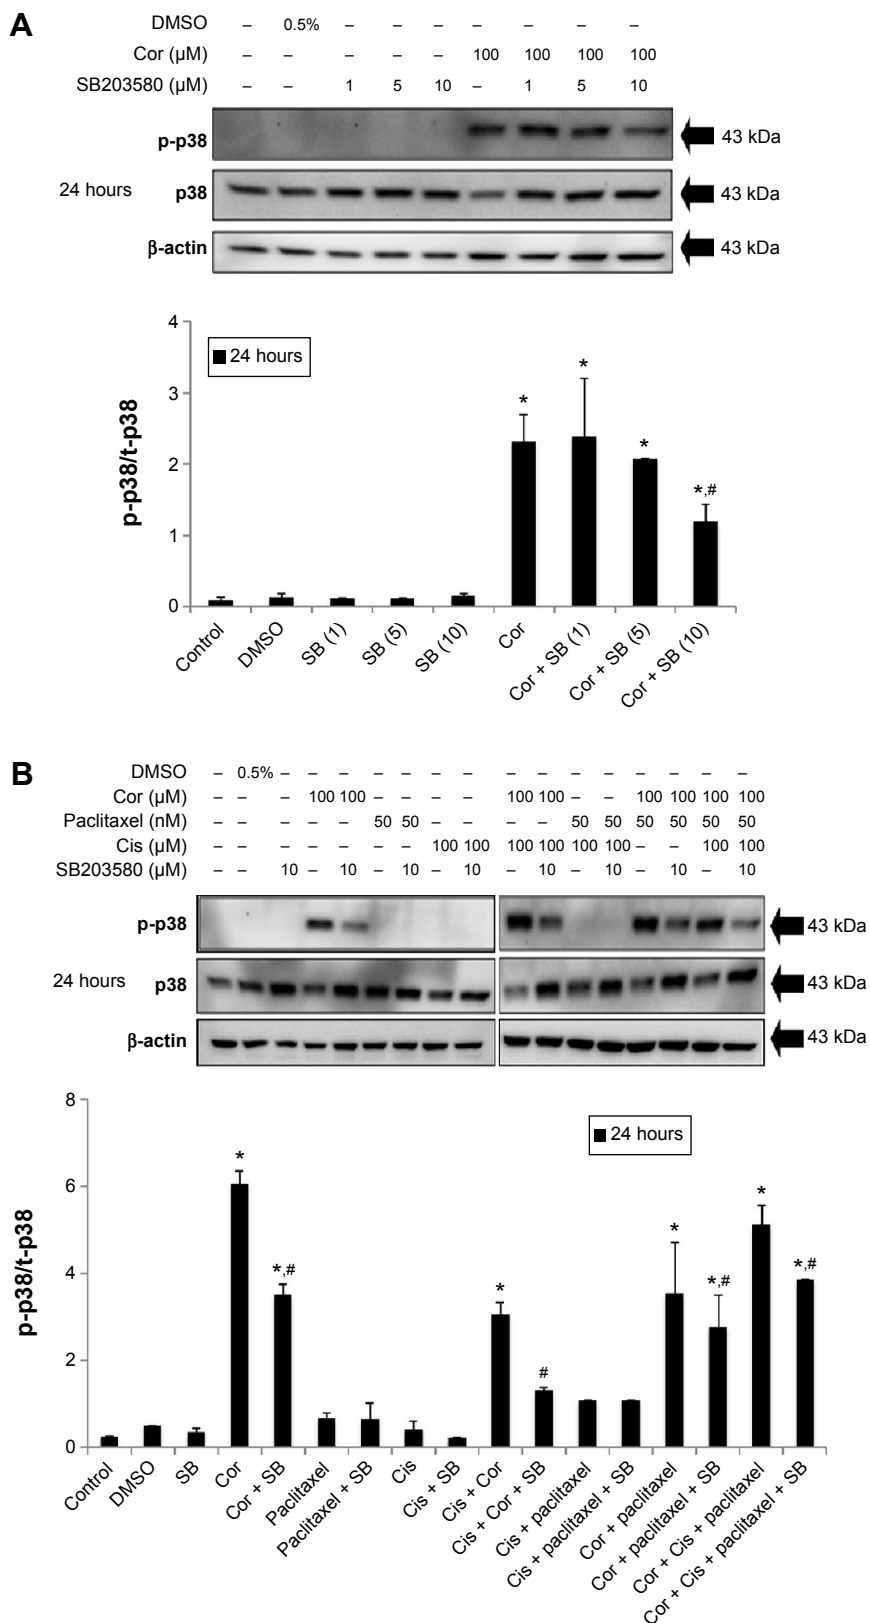 A
DMSO – 0.5% – – – – – – –
Cor (µM) – – – – – 100 100 100 100
SB203580 (µM) – – 1 5 10 – 1 5 10
p-p38 43 kDa
24 hours p38 43 kDa
β-actin 43 kDa
4
24 hours
3
*
*
*
2
*,#
1
0
p-p38/t-p38
Control DMSO SB (1) SB (5) SB (10) Cor Cor + SB (1) Cor + SB (5) Cor + SB (10)
B
DMSO – 0.5% – – – – – – – – – – – – – – –
Cor (µM) – – – 100 100 – – – – 100 100 – – 100 100 100 100
Paclitaxel (nM) – – – – – 50 50 – – – – 50 50 50 50 50 50
Cis (µM) – – – – – – – 100 100 100 100 100 100 – – 100 100
SB203580 (µM) – – 10 – 10 – 10 – 10 – 10 – 10 – 10 – 10
p-p38 43 kDa
24 hours p38 43 kDa
β-actin 43 kDa
8
24 hours
6
*
*
4
*,#
*
*
*,#
*,#
2
#
0
p-p38/t-p38
Control DMSO SB Cor Cor + SB Paclitaxel Paclitaxel + SB Cis Cis + SB Cis + Cor Cis + Cor + SB Cis + paclitaxel Cis + paclitaxel + SB Cor + paclitaxel Cor + paclitaxel + SB Cor + Cis + paclitaxel Cor + Cis + paclitaxel + SB